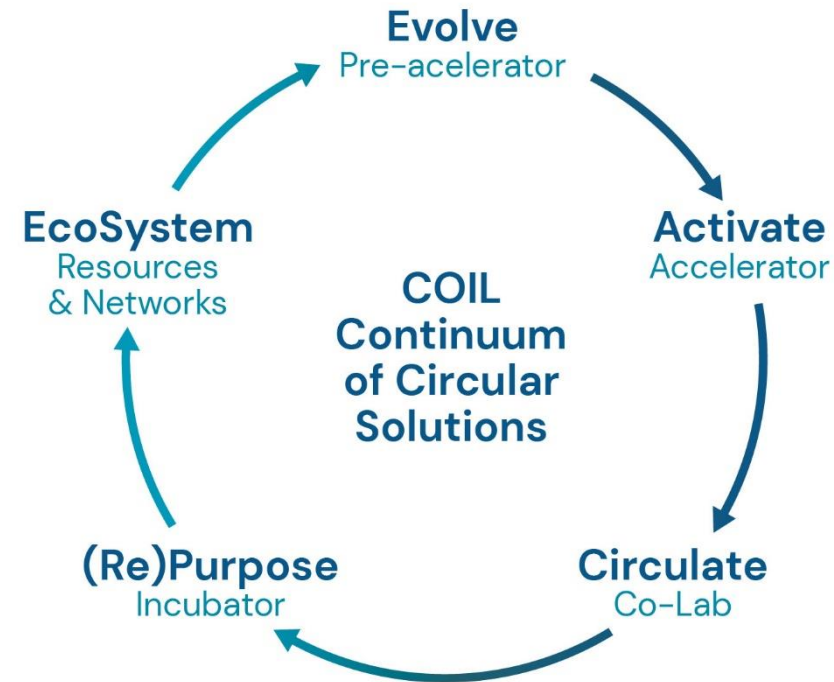 Evolve
Pre-acelerator
Activate
Accelerator
Circulate
Co-Lab
(Re)Purpose
Incubator
EcoSystem
Resources
& Networks
COIL
Continuum
of Circular
Solutions